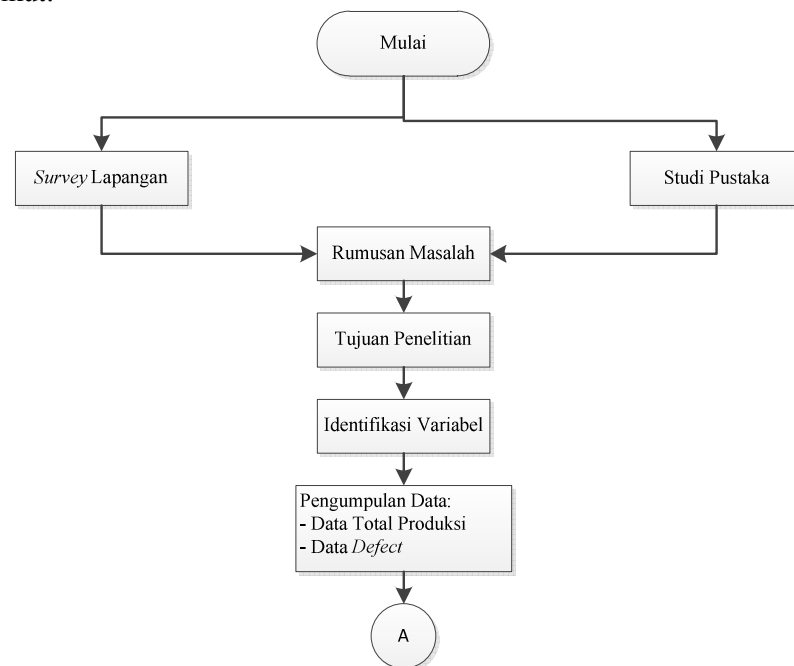 Mulai
Survey Lapangan
Studi Pustaka
Rumusan Masalah
Tujuan Penelitian
Identifikasi Variabel
Pengumpulan Data:
- Data Total Produksi
- Data Defect
A